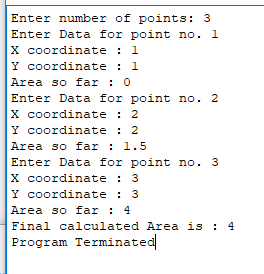 Enter number of points: 3
Enter Data for point no. 1
X coordinate : 1
Y coordinate : 1
Area so far : 0
Enter Data for point no. 2
X coordinate : 2
Y coordinate : 2
Area so far : 1.5
Enter Data for point no. 3
X coordinate : 3
Y coordinate : 3
Area so far : 4
Final calculated Area is : 4
Program Terminated